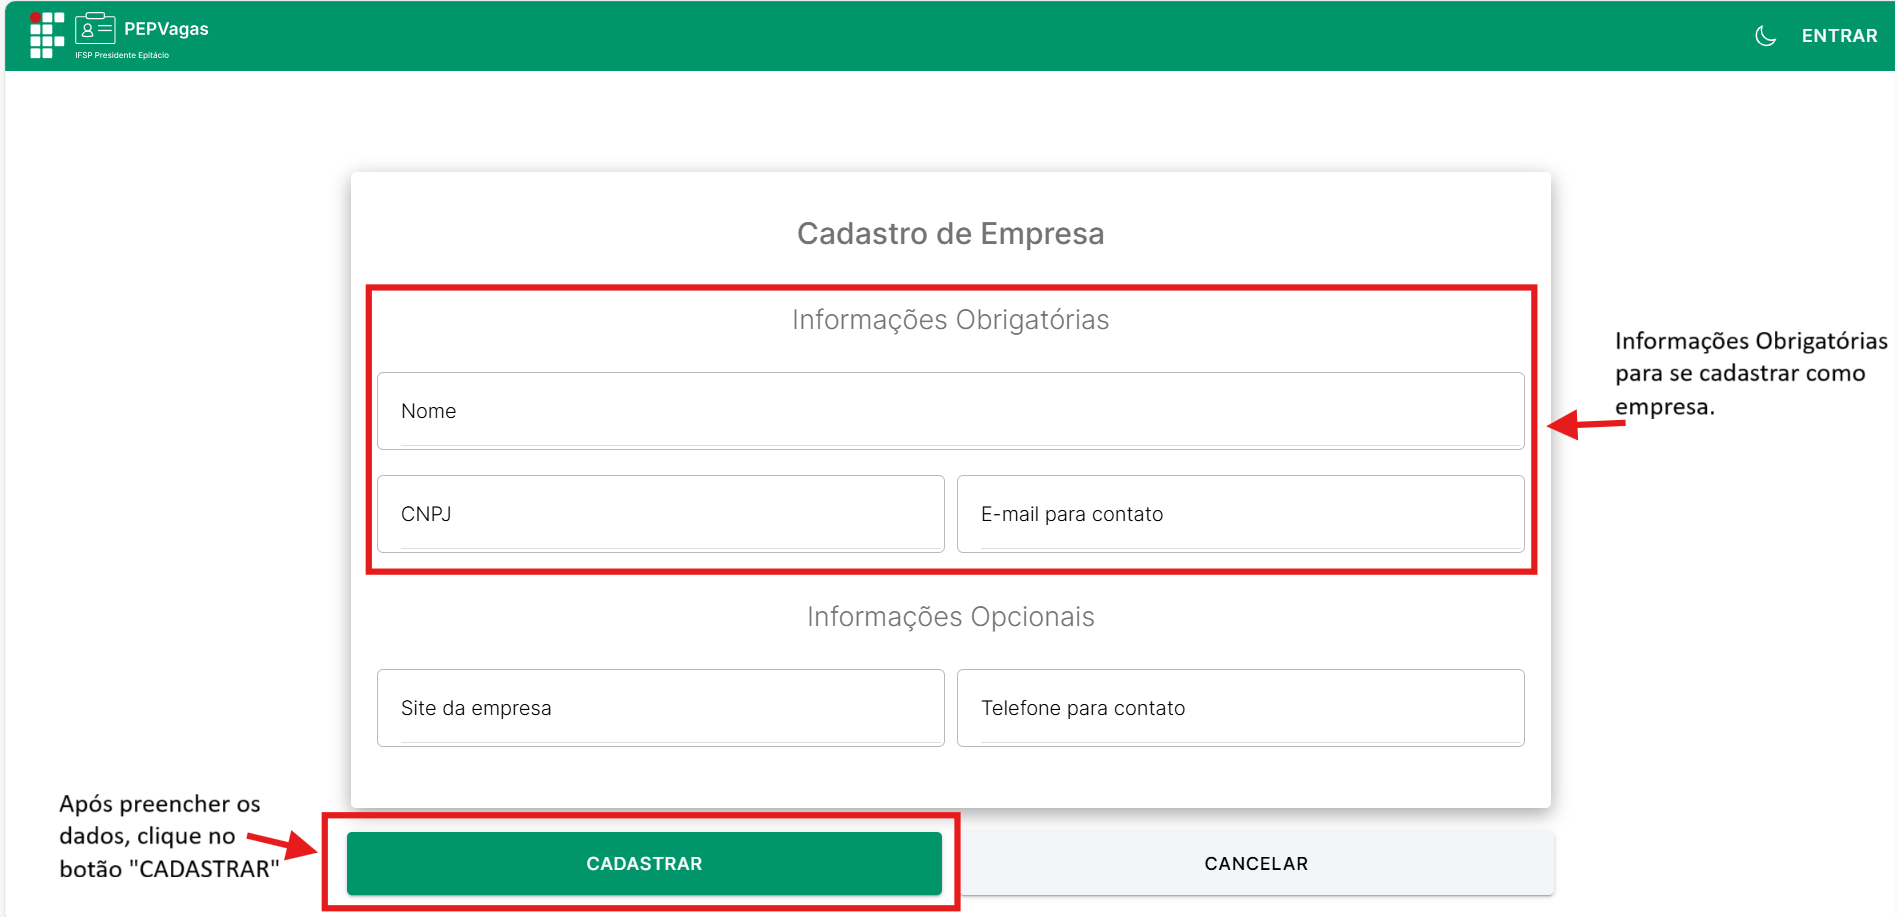 PEPVagas
IFSP Presidente Epitácio
ENTRAR
Cadastro de Empresa
Informações Obrigatórias
Nome
CNPJ
E-mail para contato
Informações Obrigatórias
para se cadastrar como
empresa.
Informações Opcionais
Site da empresa
Telefone para contato
Após preencher os
dados, clique no
botão "CADASTRAR"
CADASTRAR
CANCELAR